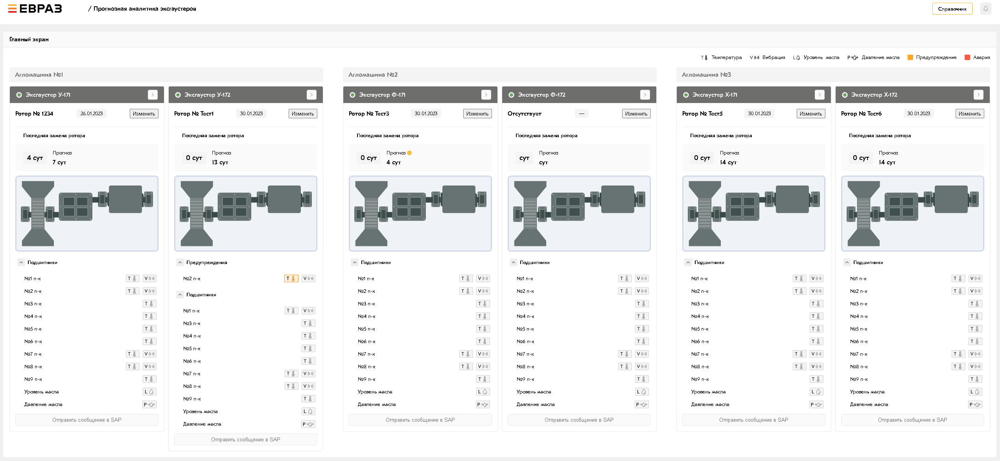 ЕВРАЗ
/ Прогнозная аналитика эксгаустеров
Справочник
Главный экран
T Температура V Вибрация L Уровень масла P Давление масла Предупреждение Авария
Агломашина №1
Эксгаустер У-171
Ротор № 1234 26.01.2023 Изменить
Последняя замена ротора
4 сут
Прогноз
7 сут
Подшипники
№1 п-к T V
№2 п-к T V
№3 п-к T
№4 п-к T
№5 п-к T
№6 п-к T
№7 п-к T V
№8 п-к T V
№9 п-к T
Уровень масла L
Давление масла P
Отправить сообщение в SAP
Эксгаустер У-172
Ротор № Тест1 30.01.2023 Изменить
Последняя замена ротора
0 сут
Прогноз
13 сут
Предупреждения
№2 п-к T V
Подшипники
№1 п-к T V
№3 п-к T
№4 п-к T
№5 п-к T
№6 п-к T
№7 п-к T V
№8 п-к T V
№9 п-к T
Уровень масла L
Давление масла P
Отправить сообщение в SAP
Агломашина №2
Эксгаустер Ф-171
Ротор № Тест3 30.01.2023 Изменить
Последняя замена ротора
0 сут
Прогноз
4 сут
Подшипники
№1 п-к T V
№2 п-к T V
№3 п-к T
№4 п-к T
№5 п-к T
№6 п-к T
№7 п-к T V
№8 п-к T V
№9 п-к T
Уровень масла L
Давление масла P
Отправить сообщение в SAP
Эксгаустер Ф-172
Отсутствует — Изменить
Последняя замена ротора
сут
Прогноз
сут
Подшипники
№1 п-к T V
№2 п-к T V
№3 п-к T
№4 п-к T
№5 п-к T
№6 п-к T
№7 п-к T V
№8 п-к T V
№9 п-к T
Уровень масла L
Давление масла P
Отправить сообщение в SAP
Агломашина №3
Эксгаустер Х-171
Ротор № Тест5 30.01.2023 Изменить
Последняя замена ротора
0 сут
Прогноз
14 сут
Подшипники
№1 п-к T V
№2 п-к T V
№3 п-к T
№4 п-к T
№5 п-к T
№6 п-к T
№7 п-к T V
№8 п-к T V
№9 п-к T
Уровень масла L
Давление масла P
Отправить сообщение в SAP
Эксгаустер Х-172
Ротор № Тест6 30.01.2023 Изменить
Последняя замена ротора
0 сут
Прогноз
14 сут
Подшипники
№1 п-к T V
№2 п-к T V
№3 п-к T
№4 п-к T
№5 п-к T
№6 п-к T
№7 п-к T V
№8 п-к T V
№9 п-к T
Уровень масла L
Давление масла P
Отправить сообщение в SAP